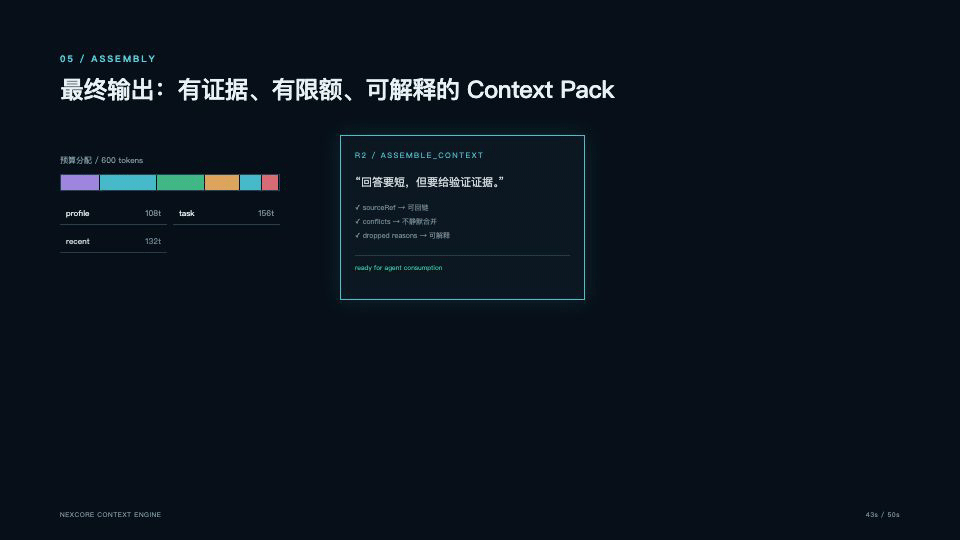 05 / ASSEMBLY
最终输出：有证据、有限额、可解释的 Context Pack
预算分配 / 600 tokens
profile 108t task 156t
recent 132t
R2 / ASSEMBLE_CONTEXT
“回答要短，但要给验证证据。”
✓ sourceRef → 可回链
✓ conflicts → 不静默合并
✓ dropped reasons → 可解释
ready for agent consumption
NEXCORE CONTEXT ENGINE
43s / 50s